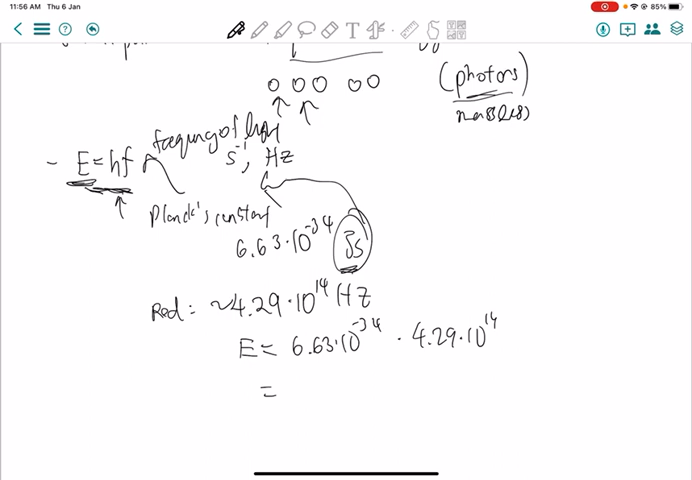 11:56 AM Thu 6 Jan
85%
(photons)
massless)
frequency of light
s⁻¹, Hz
- E=hf
Planck's constant
6.63·10⁻³⁴ Js
Red: ~4.29·10¹⁴ Hz
E= 6.63·10⁻³⁴ · 4.29·10¹⁴
=